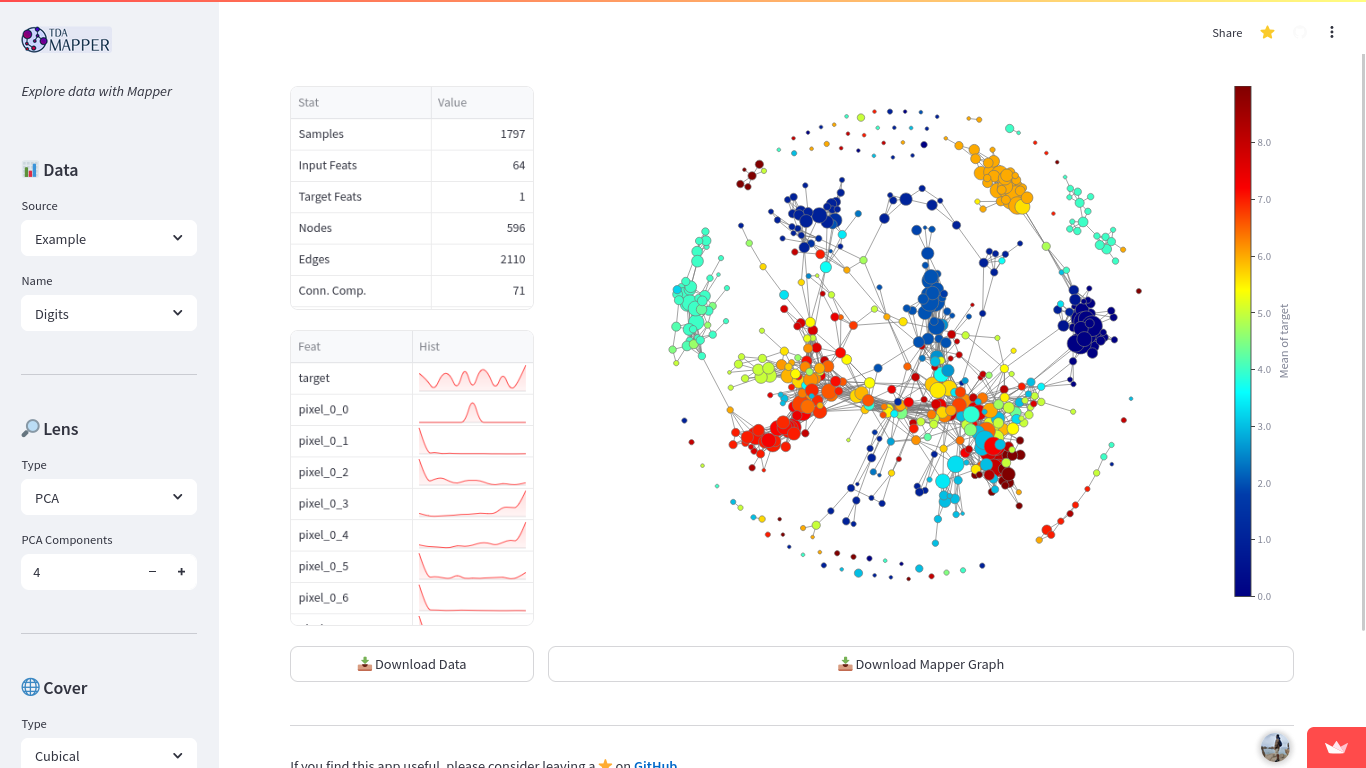 TDA
MAPPER
Explore data with Mapper
Data
Source
Example
Name
Digits
Lens
Type
PCA
PCA Components
4
Cover
Type
Cubical
Share
Stat Value
Samples 1797
Input Feats 64
Target Feats 1
Nodes 596
Edges 2110
Conn. Comp. 71
Feat Hist
target
pixel_0_0
pixel_0_1
pixel_0_2
pixel_0_3
pixel_0_4
pixel_0_5
pixel_0_6
8.0
7.0
6.0
5.0
4.0
3.0
2.0
1.0
0.0
Mean of target
Download Data
Download Mapper Graph
If you find this app useful, please consider leaving a ⭐ on GitHub